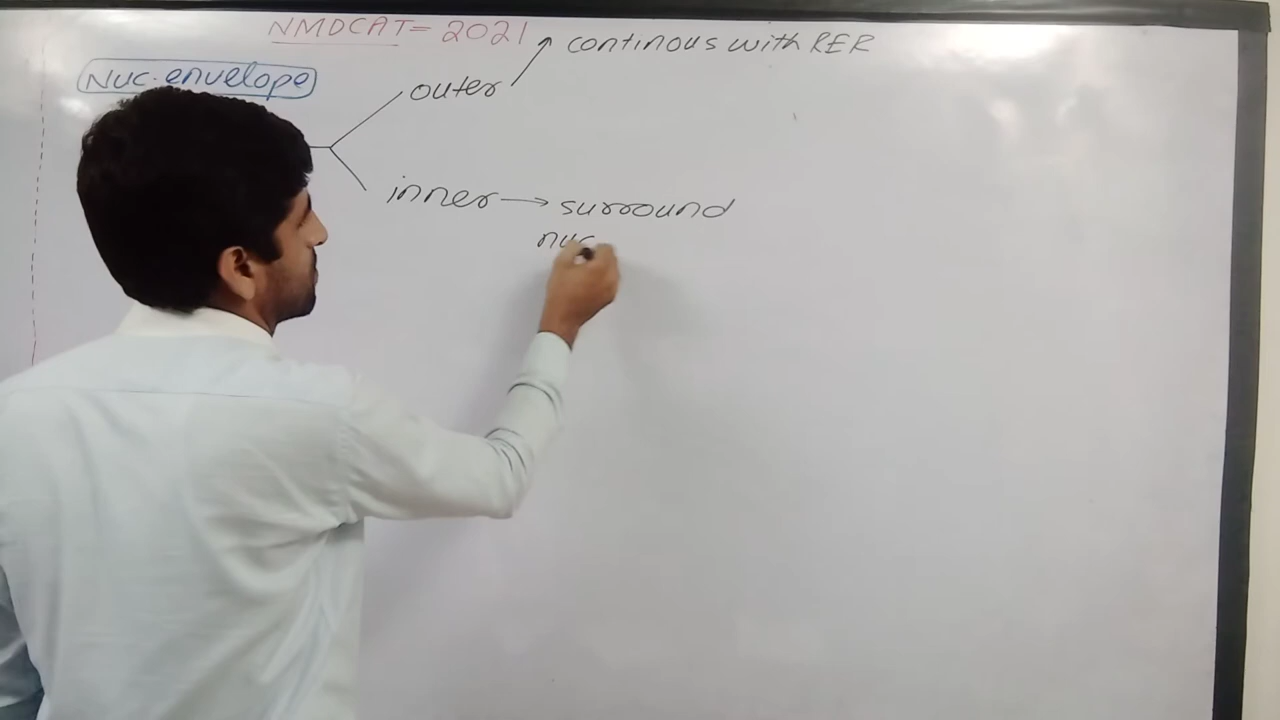 NMDCAT = 2021
continous with RER
Nuc. envelope
outer
inner → surround
nuc